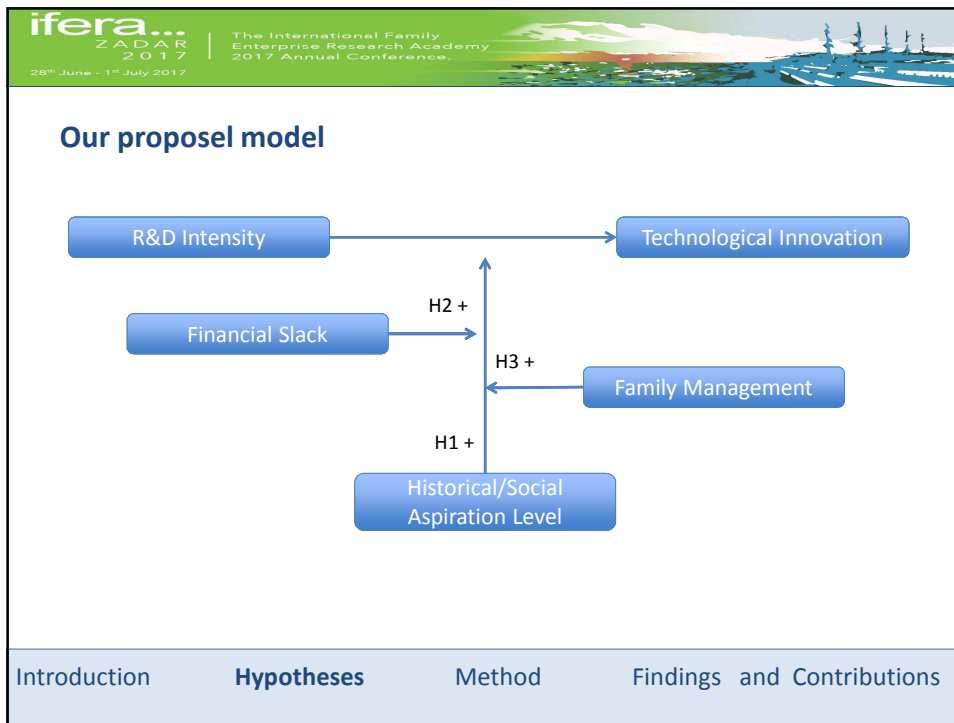 ifera...
ZADAR
2017
28th June - 1st July 2017
The International Family
Enterprise Research Academy
2017 Annual Conference.
Our proposel model
R&D Intensity
Technological Innovation
H2 +
Financial Slack
H3 +
Family Management
H1 +
Historical/Social
Aspiration Level
Introduction Hypotheses Method Findings and Contributions